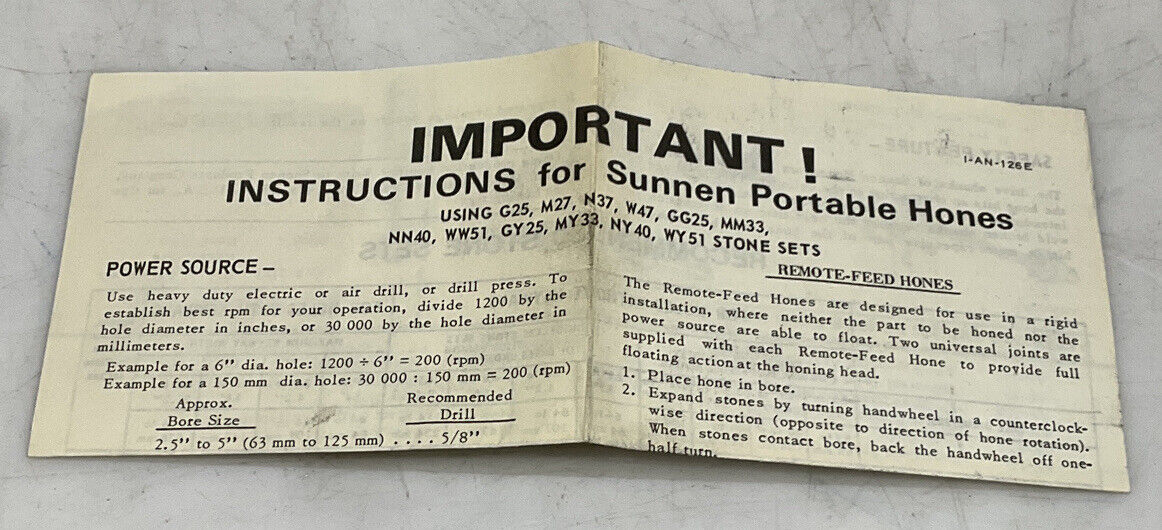 IMPORTANT !
I-AN-126E
INSTRUCTIONS for Sunnen Portable Hones
USING G25, M27, N37, W47, GG25, MM33,
NN40, WW51, GY25, MY33, NY40, WY51 STONE SETS
POWER SOURCE –
Use heavy duty electric or air drill, or drill press. To
establish best rpm for your operation, divide 1200 by the
hole diameter in inches, or 30 000 by the hole diameter in
millimeters.
Example for a 6" dia. hole: 1200 ÷ 6" = 200 (rpm)
Example for a 150 mm dia. hole: 30 000 : 150 mm = 200 (rpm)
Approx. Recommended
Bore Size Drill
2.5" to 5" (63 mm to 125 mm) . . . . 5/8"
REMOTE-FEED HONES
The Remote-Feed Hones are designed for use in a rigid
installation, where neither the part to be honed nor the
power source are able to float. Two universal joints are
supplied with each Remote-Feed Hone to provide full
floating action at the honing head.
1. Place hone in bore.
2. Expand stones by turning handwheel in a counterclock-
wise direction (opposite to direction of hone rotation).
When stones contact bore, back the handwheel off one-
half turn.
SAFETY FEATURE –